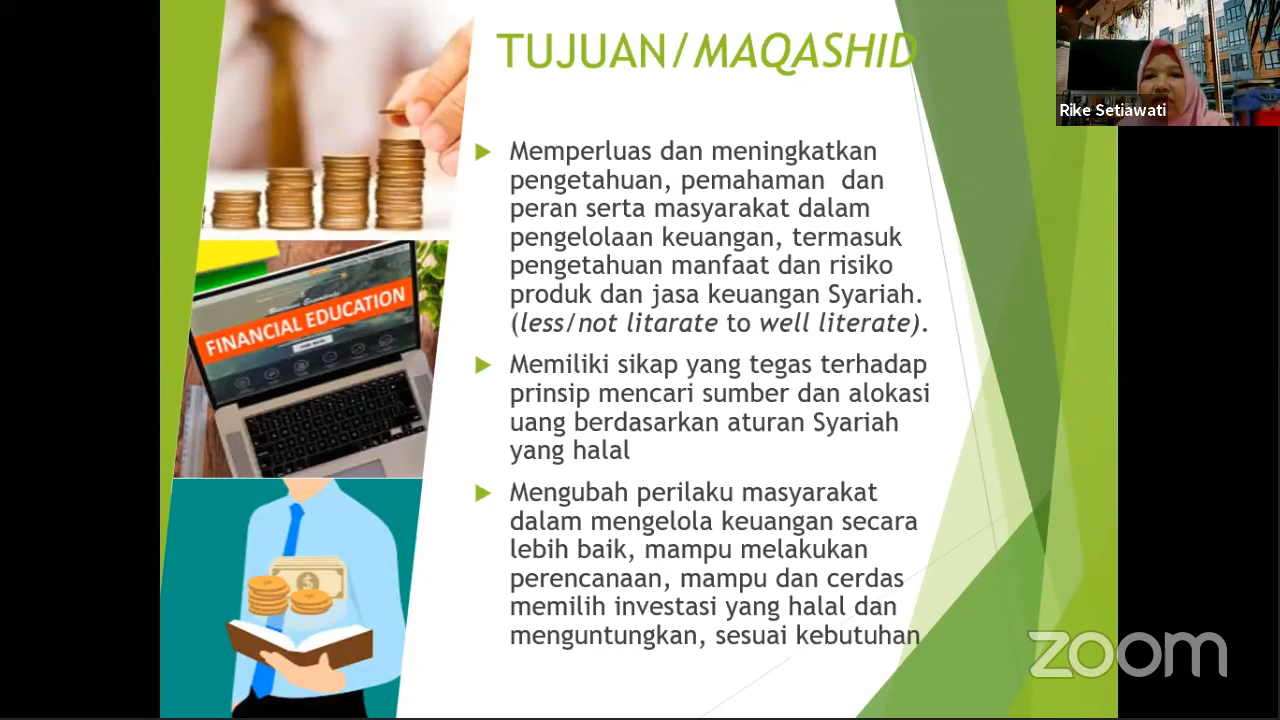 TUJUAN/MAQASHID
Rike Setiawati
Memperluas dan meningkatkan
pengetahuan, pemahaman dan
peran serta masyarakat dalam
pengelolaan keuangan, termasuk
pengetahuan manfaat dan risiko
produk dan jasa keuangan Syariah.
(less/not litarate to well literate).
Memiliki sikap yang tegas terhadap
prinsip mencari sumber dan alokasi
uang berdasarkan aturan Syariah
yang halal
Mengubah perilaku masyarakat
dalam mengelola keuangan secara
lebih baik, mampu melakukan
perencanaan, mampu dan cerdas
memilih investasi yang halal dan
menguntungkan, sesuai kebutuhan
FINANCIAL EDUCATION
zoom